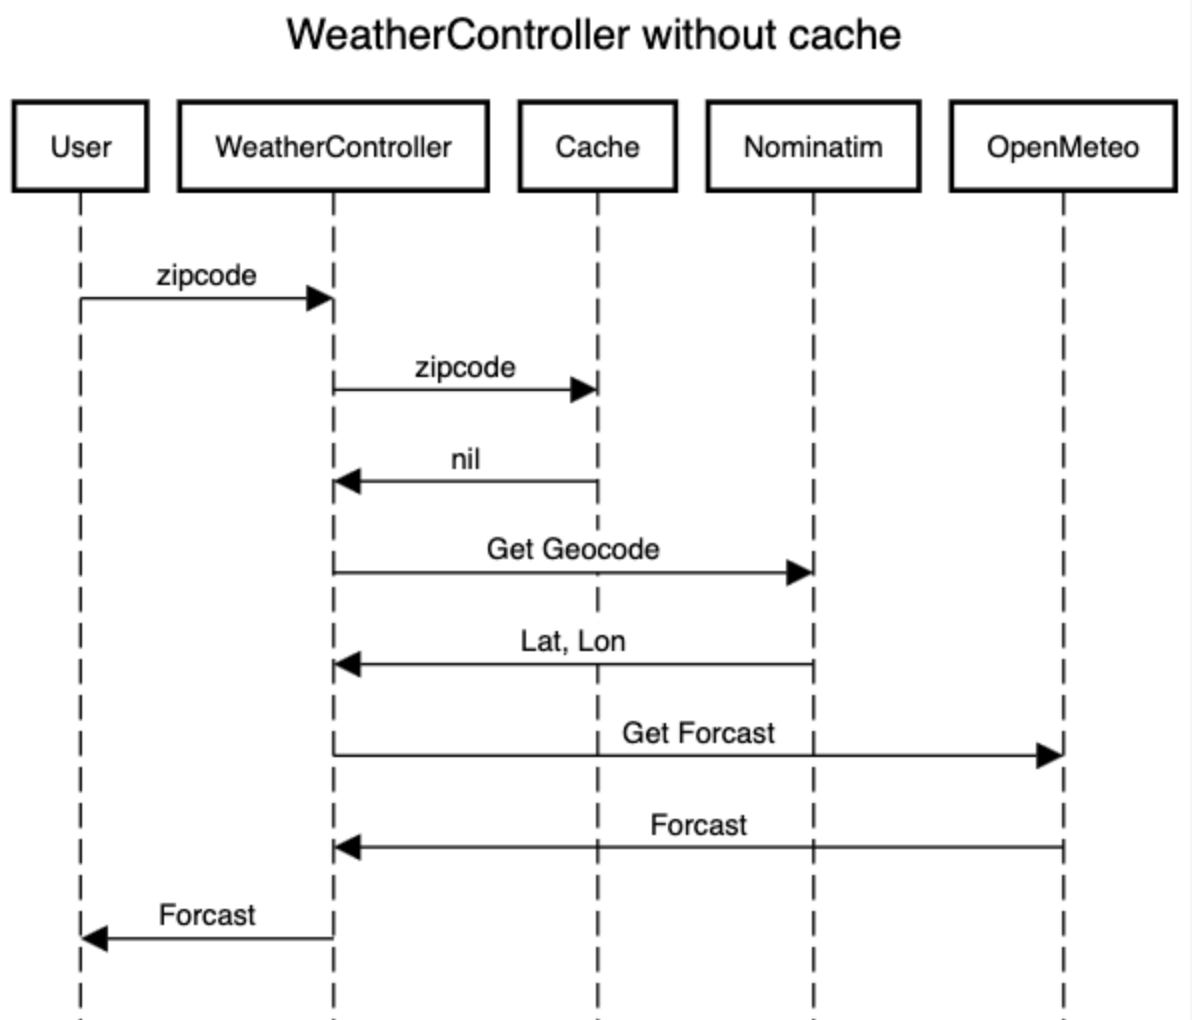 WeatherController without cache
User
WeatherController
Cache
Nominatim
OpenMeteo
zipcode
zipcode
nil
Get Geocode
Lat, Lon
Get Forcast
Forcast
Forcast